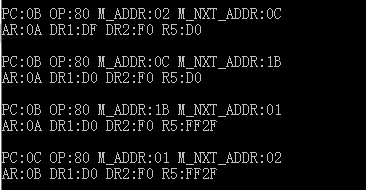 PC:0B OP:80 M_ADDR:02 M_NXT_ADDR:0C
AR:0A DR1:DF DR2:F0 R5:D0
PC:0B OP:80 M_ADDR:0C M_NXT_ADDR:1B
AR:0A DR1:D0 DR2:F0 R5:D0
PC:0B OP:80 M_ADDR:1B M_NXT_ADDR:01
AR:0A DR1:D0 DR2:F0 R5:FF2F
PC:0C OP:80 M_ADDR:01 M_NXT_ADDR:02
AR:0B DR1:D0 DR2:F0 R5:FF2F